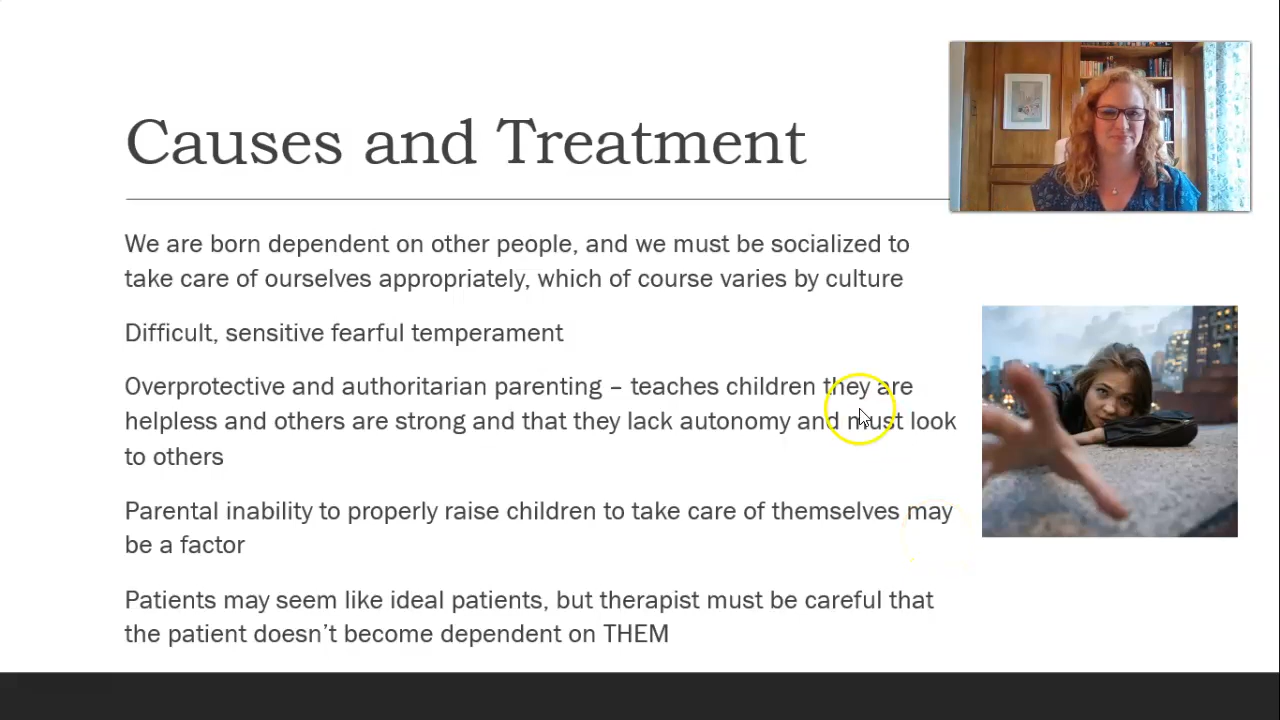 Causes and Treatment
We are born dependent on other people, and we must be socialized to
take care of ourselves appropriately, which of course varies by culture
Difficult, sensitive fearful temperament
Overprotective and authoritarian parenting – teaches children they are
helpless and others are strong and that they lack autonomy and must look
to others
Parental inability to properly raise children to take care of themselves may
be a factor
Patients may seem like ideal patients, but therapist must be careful that
the patient doesn’t become dependent on THEM